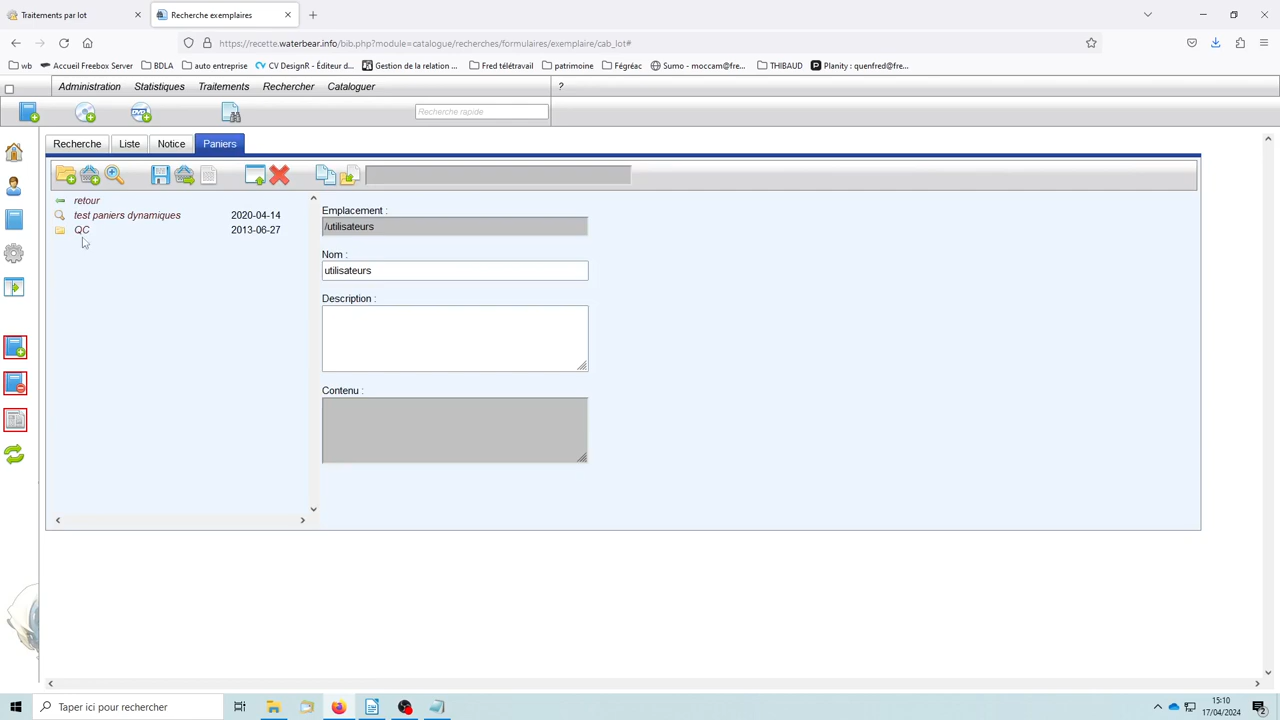 Traitements par lot
Recherche exemplaires
https://recette.waterbear.info/bib.php?module=catalogue/recherches/formulaires/exemplaire/cab_lot#
wb
Accueil Freebox Server
BDLA
auto entreprise
CV DesignR - Éditeur d...
Gestion de la relation ...
Fred télétravail
patrimoine
Fégréac
Sumo - moccam@fre...
THIBAUD
Planity : quenfred@fre...
Administration Statistiques Traitements Rechercher Cataloguer ?
Recherche rapide
Recherche Liste Notice Paniers
retour
test paniers dynamiques 2020-04-14
QC 2013-06-27
Emplacement :
/utilisateurs
Nom :
utilisateurs
Description :
Contenu :
Taper ici pour rechercher
15:10
17/04/2024
2